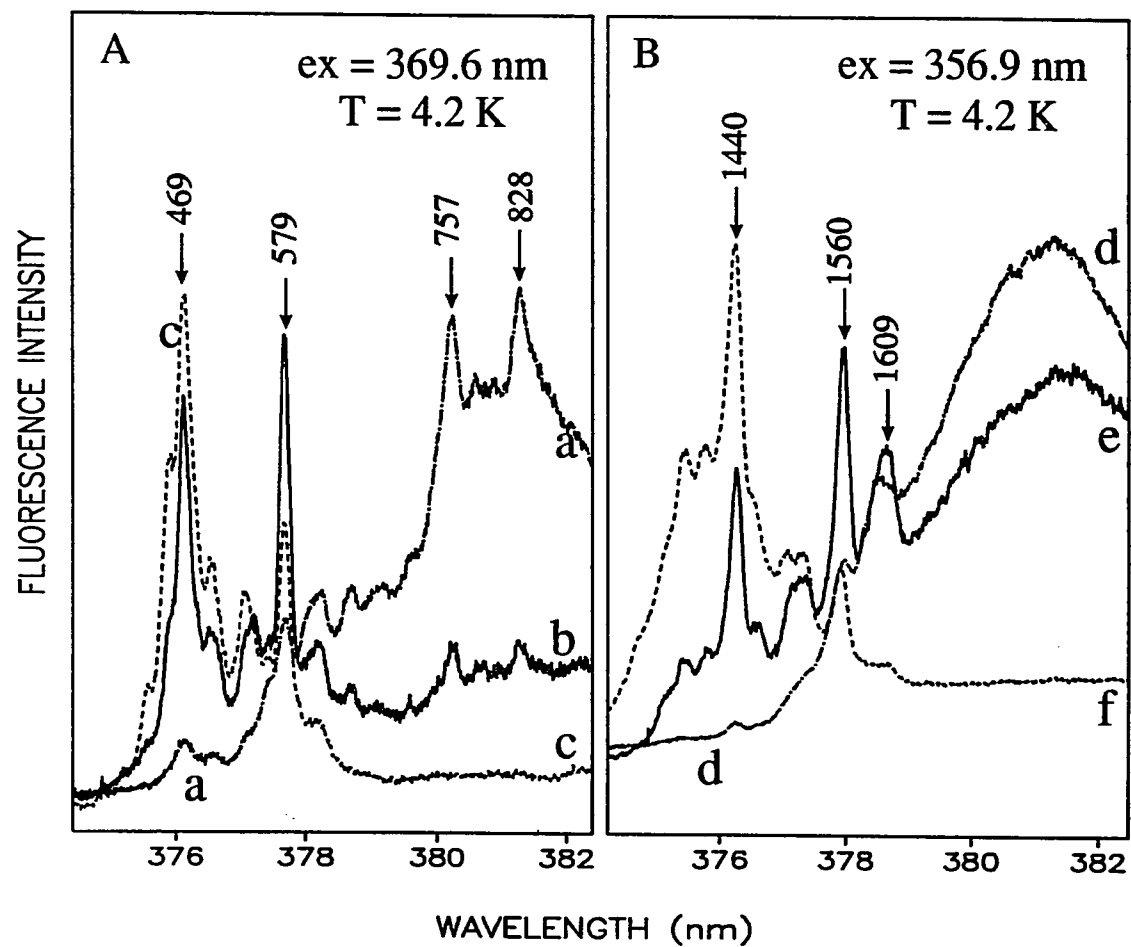 A
ex = 369.6 nm
T = 4.2 K
469
579
757
828
c
a
b
c
a
B
ex = 356.9 nm
T = 4.2 K
1440
1560
1609
d
e
f
d
FLUORESCENCE INTENSITY
376 378 380 382
376 378 380 382
WAVELENGTH (nm)